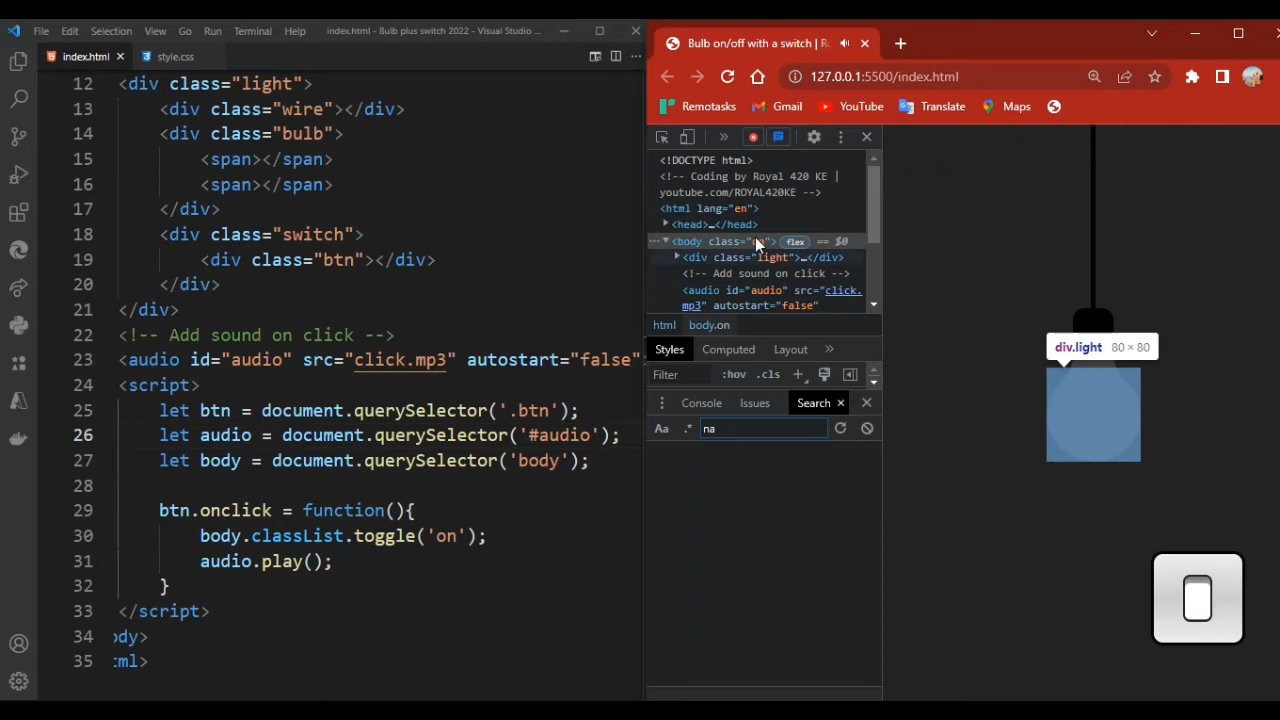 File Edit Selection View Go Run Terminal Help index.html - Bulb plus switch 2022 - Visual Studio ...
index.html style.css
12 <div class="light">
13 <div class="wire"></div>
14 <div class="bulb">
15 <span></span>
16 <span></span>
17 </div>
18 <div class="switch">
19 <div class="btn"></div>
20 </div>
21 </div>
22 <!-- Add sound on click -->
23 <audio id="audio" src="click.mp3" autostart="false"
24 <script>
25 let btn = document.querySelector('.btn');
26 let audio = document.querySelector('#audio');
27 let body = document.querySelector('body');
28
29 btn.onclick = function(){
30 body.classList.toggle('on');
31 audio.play();
32 }
33 </script>
34 ody>
35 tml>
Bulb on/off with a switch | Ro
127.0.0.1:5500/index.html
Remotasks Gmail YouTube Translate Maps
<!DOCTYPE html>
<!-- Coding by Royal 420 KE |
youtube.com/ROYAL420KE -->
<html lang="en">
<head>…</head>
<body class="on"> flex == $0
<div class="light">…</div>
<!-- Add sound on click -->
<audio id="audio" src="click.
mp3" autostart="false"
html body.on
Styles Computed Layout
Filter :hov .cls
Console Issues Search
Aa .* na
div.light 80 × 80